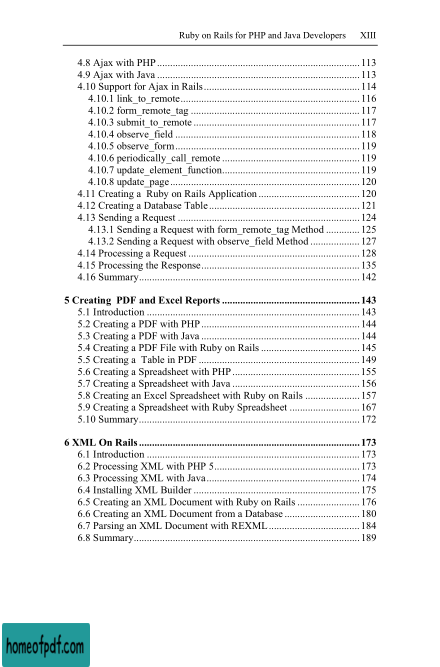 Ruby on Rails for PHP and Java Developers XIII
4.8 Ajax with PHP ... 113
4.9 Ajax with Java ... 113
4.10 Support for Ajax in Rails ... 114
4.10.1 link_to_remote ... 116
4.10.2 form_remote_tag ... 117
4.10.3 submit_to_remote ... 117
4.10.4 observe_field ... 118
4.10.5 observe_form ... 119
4.10.6 periodically_call_remote ... 119
4.10.7 update_element_function ... 119
4.10.8 update_page ... 120
4.11 Creating a Ruby on Rails Application ... 120
4.12 Creating a Database Table ... 121
4.13 Sending a Request ... 124
4.13.1 Sending a Request with form_remote_tag Method ... 125
4.13.2 Sending a Request with observe_field Method ... 127
4.14 Processing a Request ... 128
4.15 Processing the Response ... 135
4.16 Summary ... 142
5 Creating PDF and Excel Reports ... 143
5.1 Introduction ... 143
5.2 Creating a PDF with PHP ... 144
5.3 Creating a PDF with Java ... 144
5.4 Creating a PDF File with Ruby on Rails ... 145
5.5 Creating a Table in PDF ... 149
5.6 Creating a Spreadsheet with PHP ... 155
5.7 Creating a Spreadsheet with Java ... 156
5.8 Creating an Excel Spreadsheet with Ruby on Rails ... 157
5.9 Creating a Spreadsheet with Ruby Spreadsheet ... 167
5.10 Summary ... 172
6 XML On Rails ... 173
6.1 Introduction ... 173
6.2 Processing XML with PHP 5 ... 173
6.3 Processing XML with Java ... 174
6.4 Installing XML Builder ... 175
6.5 Creating an XML Document with Ruby on Rails ... 176
6.6 Creating an XML Document from a Database ... 180
6.7 Parsing an XML Document with REXML ... 184
6.8 Summary ... 189
homeofpdf.com